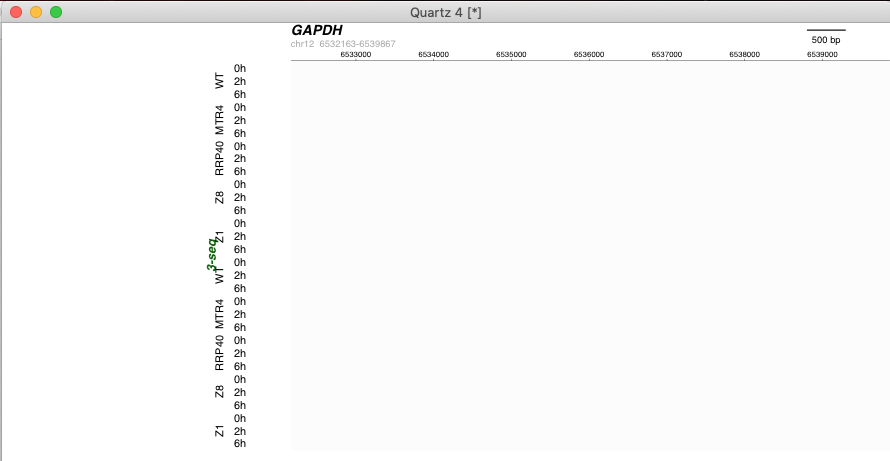 Quartz 4 [*]
GAPDH
chr12 6532163-6539867
500 bp
6533000 6534000 6535000 6536000 6537000 6538000 6539000
3-seq
WT
0h
2h
6h
MTR4
0h
2h
6h
RRP40
0h
2h
6h
Z8
0h
2h
6h
Z1
0h
2h
6h
WT
0h
2h
6h
MTR4
0h
2h
6h
RRP40
0h
2h
6h
Z8
0h
2h
6h
Z1
0h
2h
6h